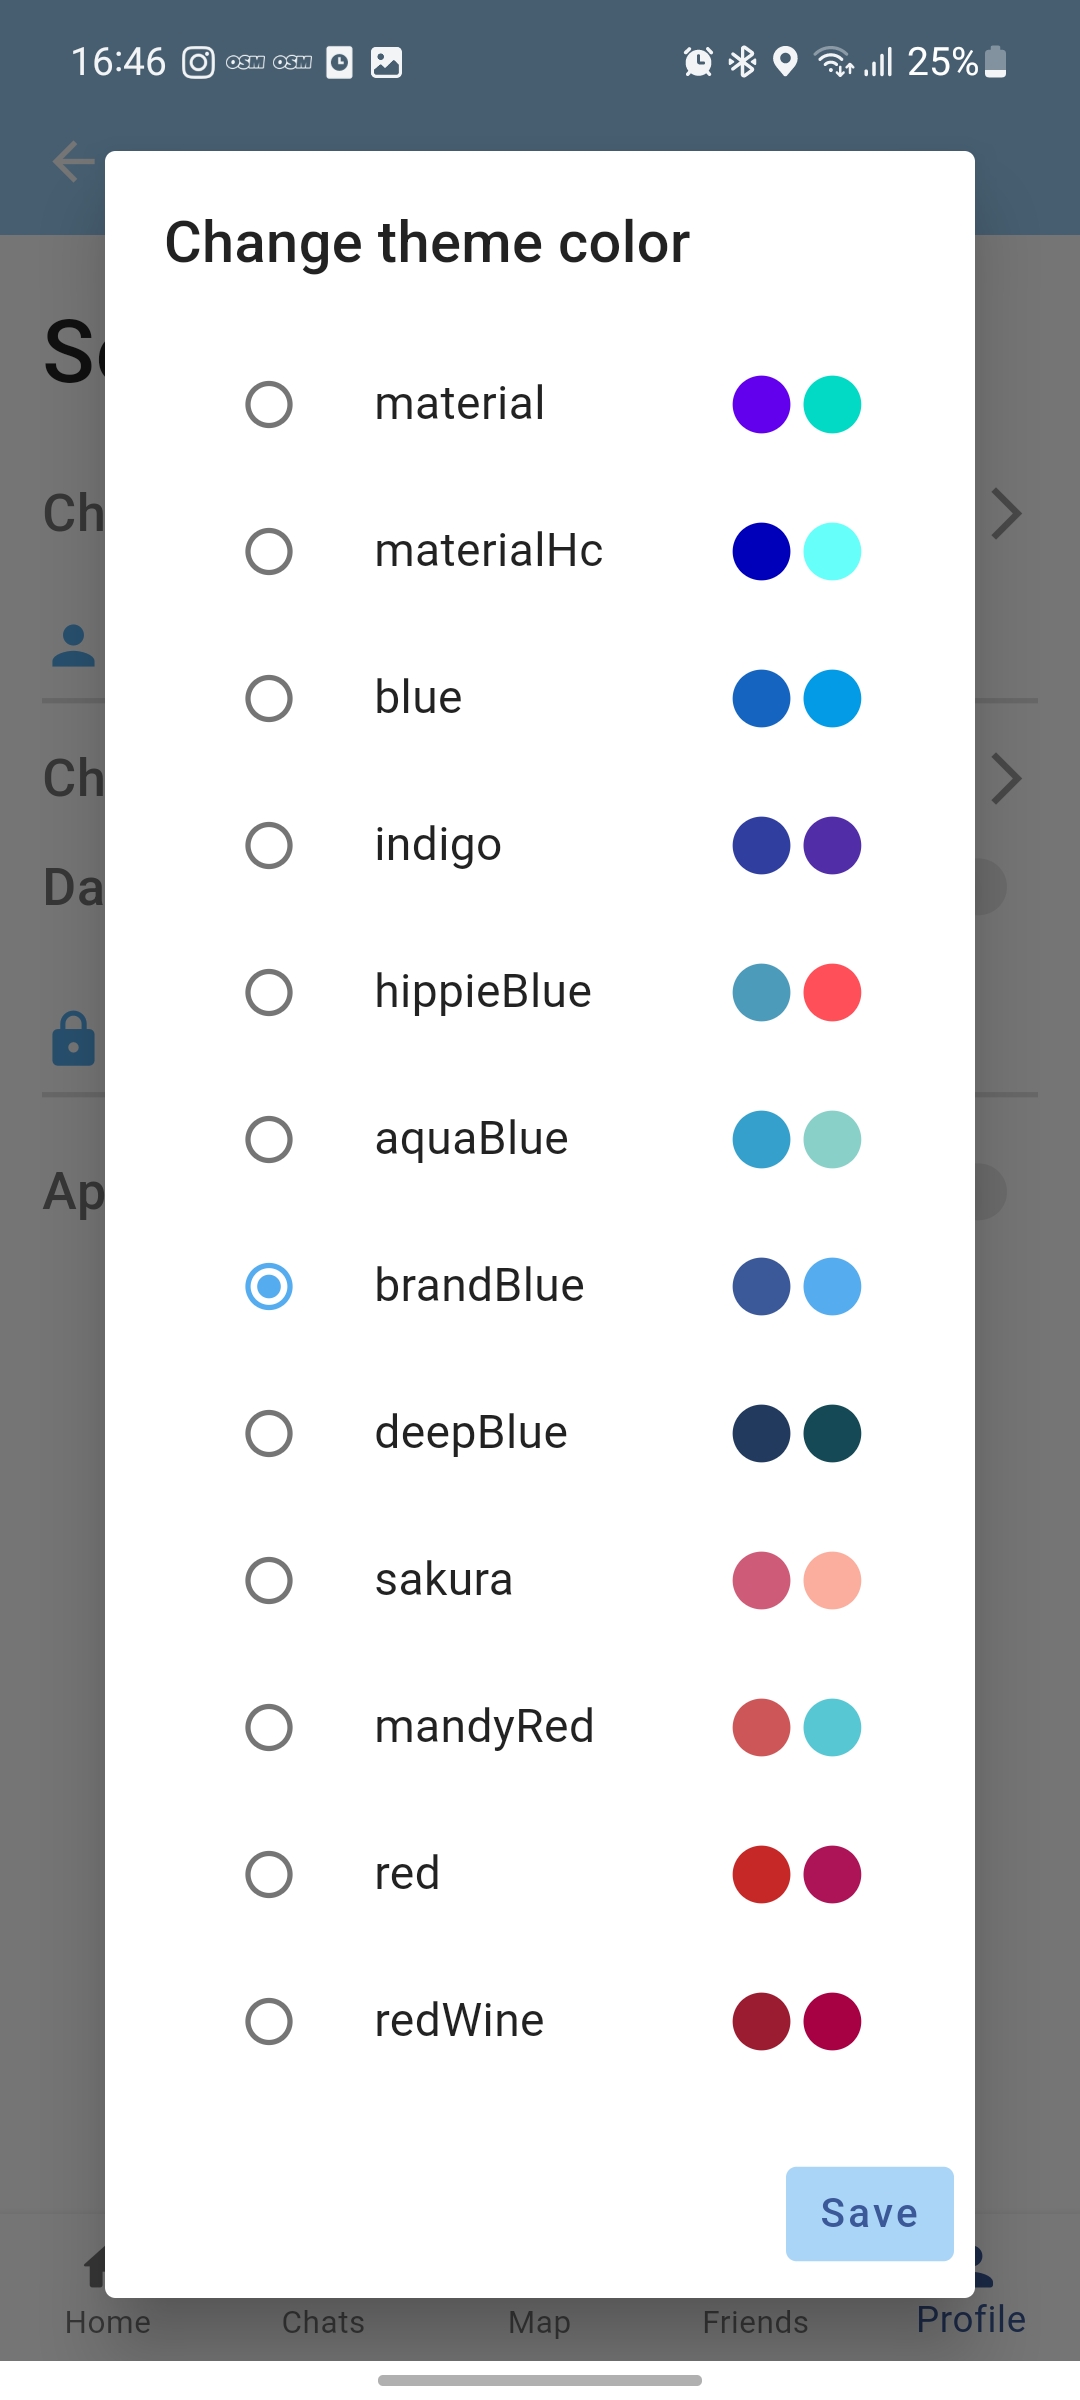 16:46 OSM OSM 25%
Change theme color
material
materialHc
blue
indigo
hippieBlue
aquaBlue
brandBlue
deepBlue
sakura
mandyRed
red
redWine
Save
Ch
Ch
Da
Ap
Home Chats Map Friends Profile